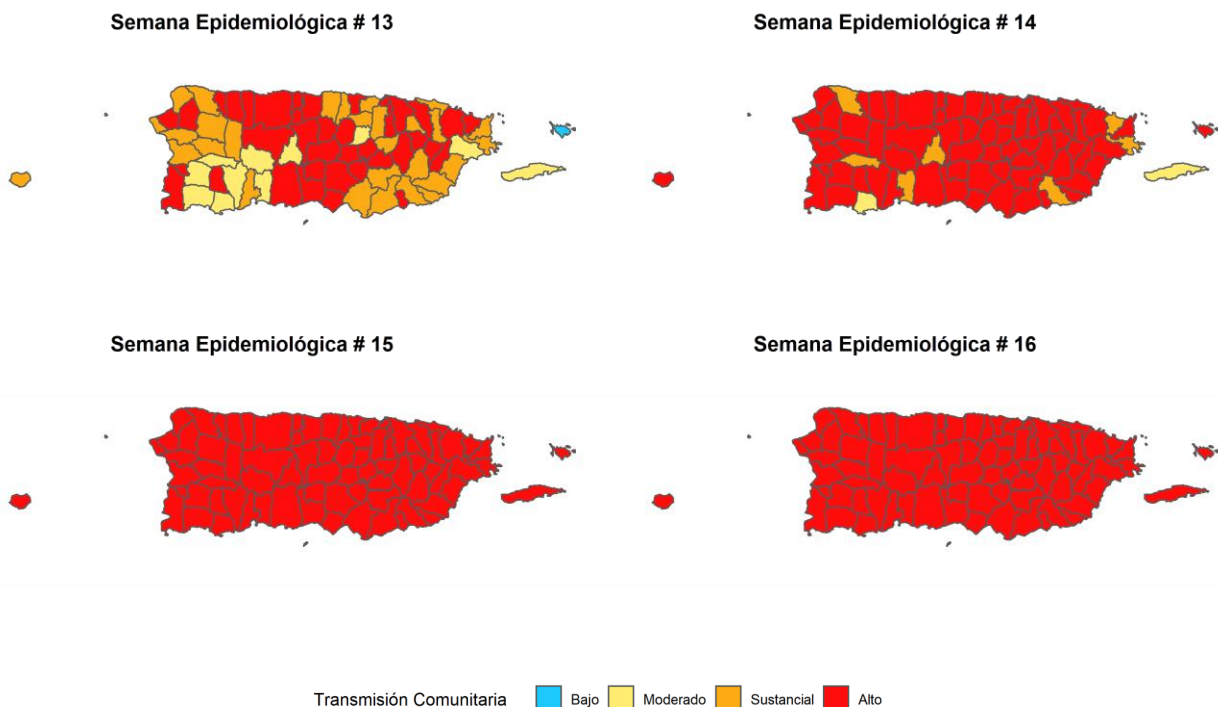 Semana Epidemiológica # 13
Semana Epidemiológica # 14
Semana Epidemiológica # 15
Semana Epidemiológica # 16
Transmisión Comunitaria Bajo Moderado Sustancial Alto